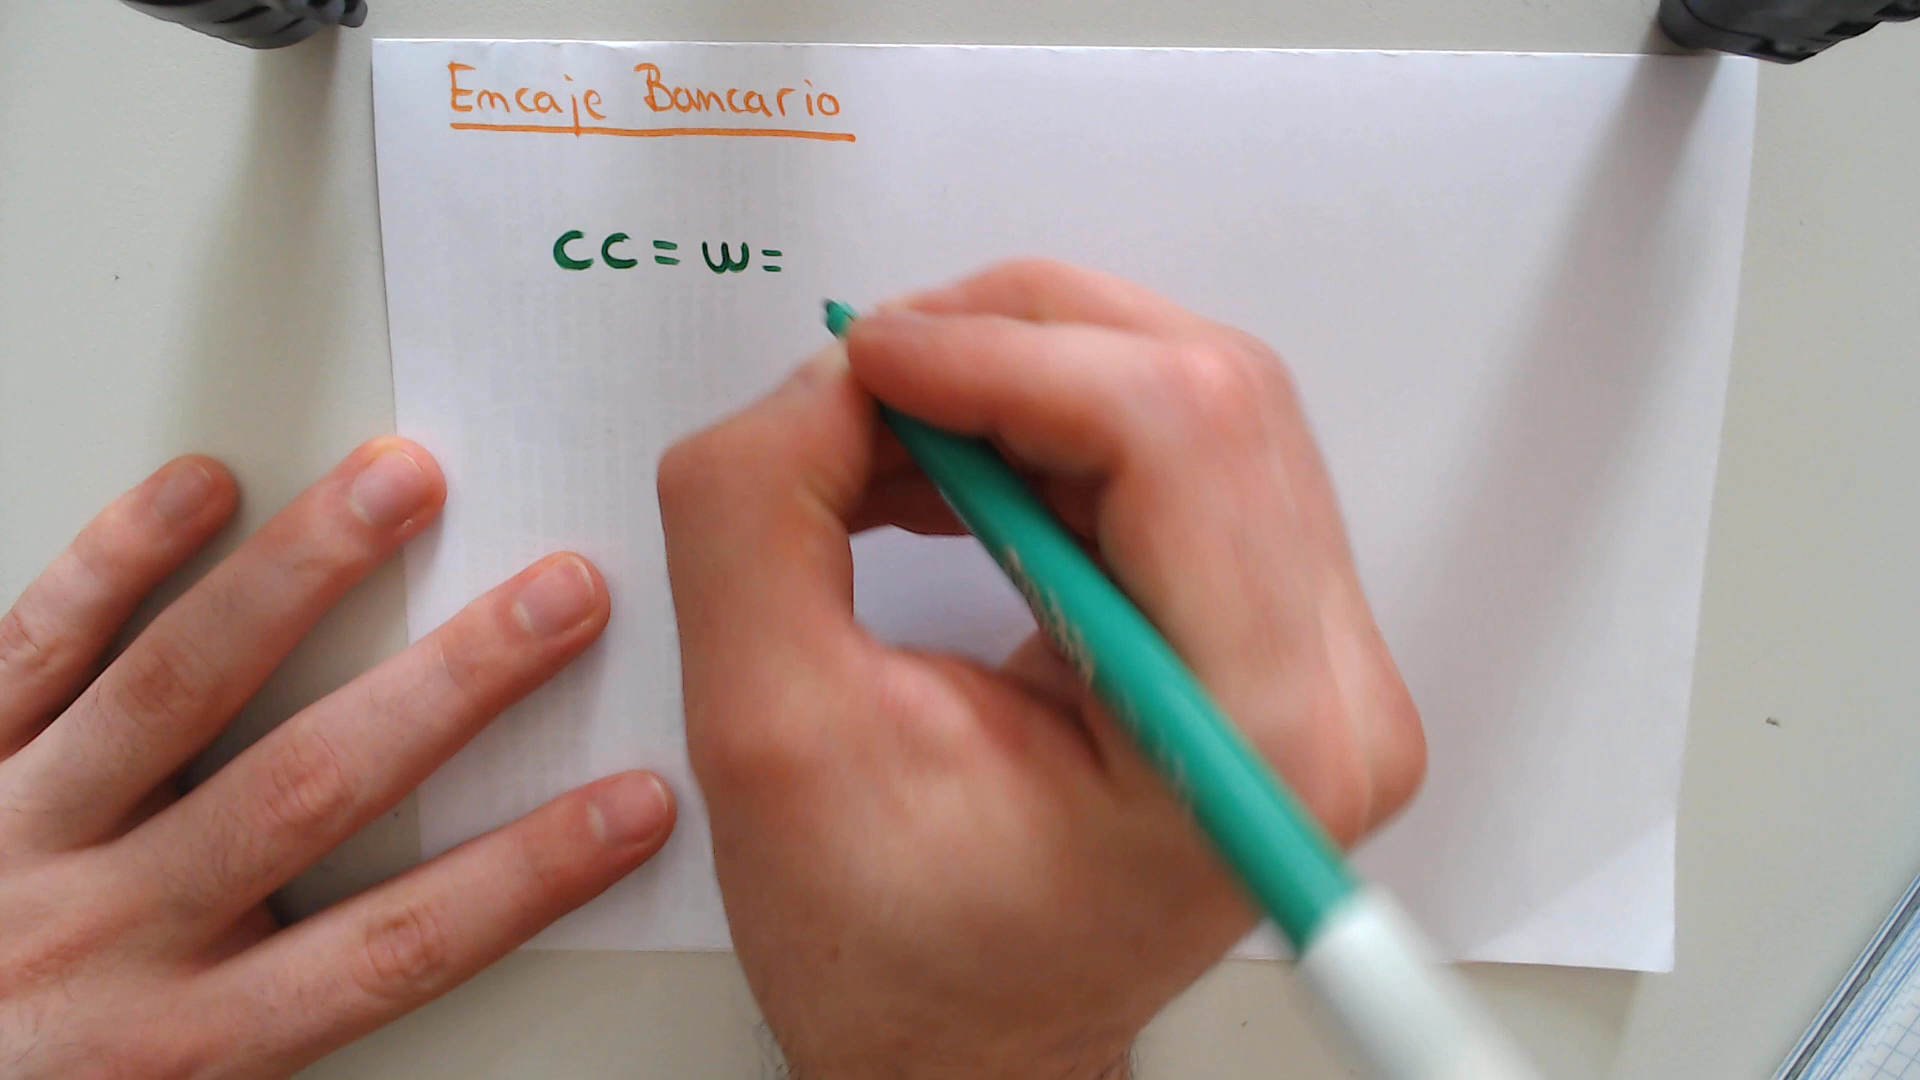 Encaje Bancario
CC = W =